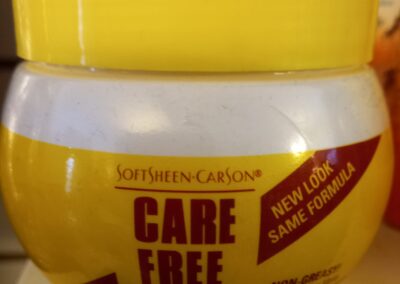 SOFTSHEEN·CARSON®
CARE
FREE
NEW LOOK
SAME FORMULA
NON-GREASY